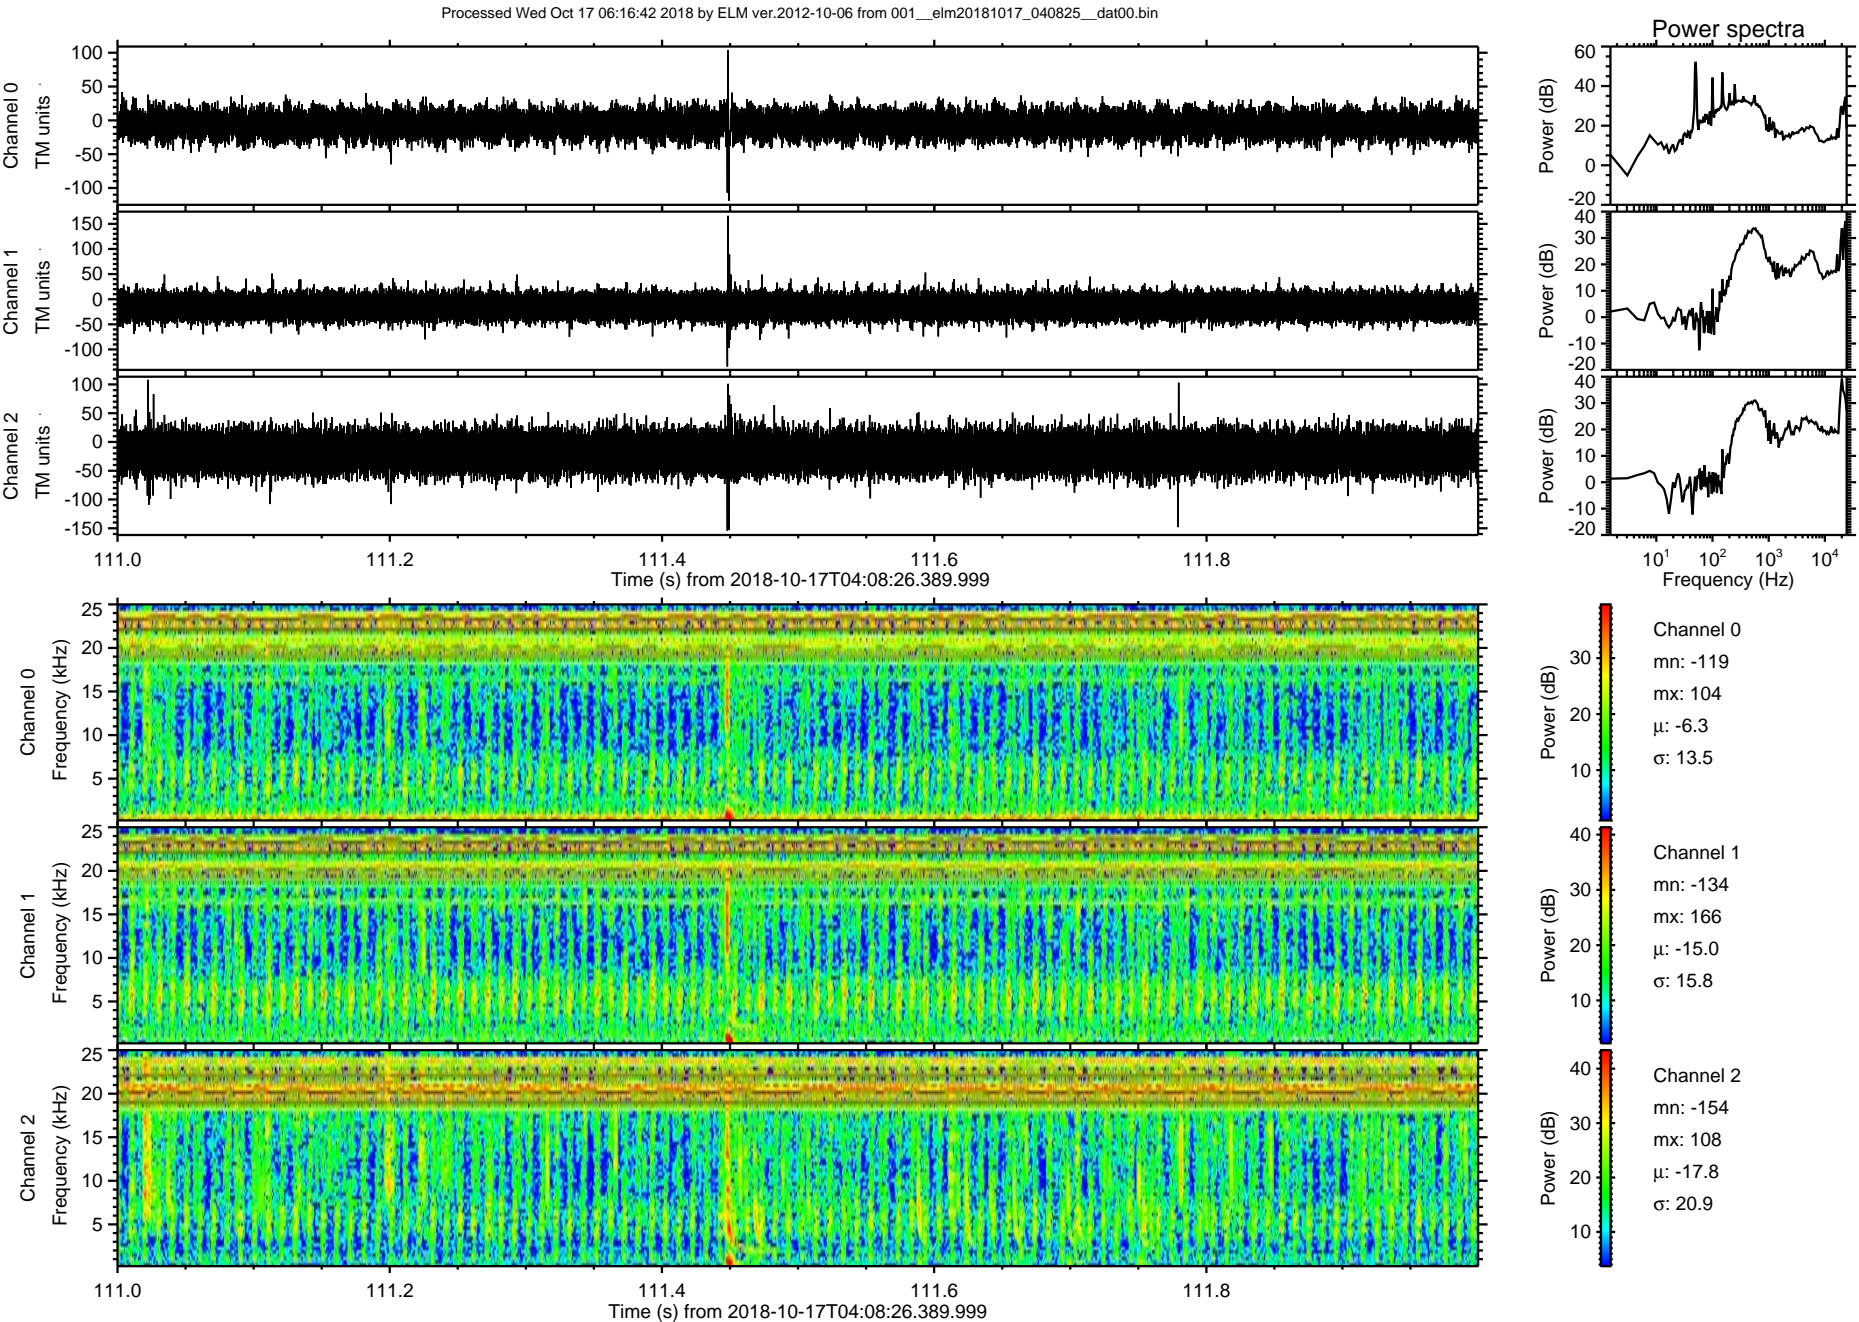 Processed Wed Oct 17 06:16:42 2018 by ELM ver.2012-10-06 from 001__elm20181017_040825__dat00.bin
Power spectra
Channel 0
TM units
100
50
0
-50
-100
Power (dB)
60
40
20
0
-20
Channel 1
TM units
150
100
50
0
-50
-100
Power (dB)
40
30
20
10
0
-10
-20
Channel 2
TM units
100
50
0
-50
-100
-150
Power (dB)
40
30
20
10
0
-10
-20
111.0 111.2 111.4 111.6 111.8
Time (s) from 2018-10-17T04:08:26.389.999
10¹ 10² 10³ 10⁴
Frequency (Hz)
Channel 0
Frequency (kHz)
25
20
15
10
5
Power (dB)
30
20
10
Channel 0
mn: -119
mx: 104
μ: -6.3
σ: 13.5
Channel 1
Frequency (kHz)
25
20
15
10
5
Power (dB)
40
30
20
10
Channel 1
mn: -134
mx: 166
μ: -15.0
σ: 15.8
Channel 2
Frequency (kHz)
25
20
15
10
5
Power (dB)
40
30
20
10
Channel 2
mn: -154
mx: 108
μ: -17.8
σ: 20.9
111.0 111.2 111.4 111.6 111.8
Time (s) from 2018-10-17T04:08:26.389.999